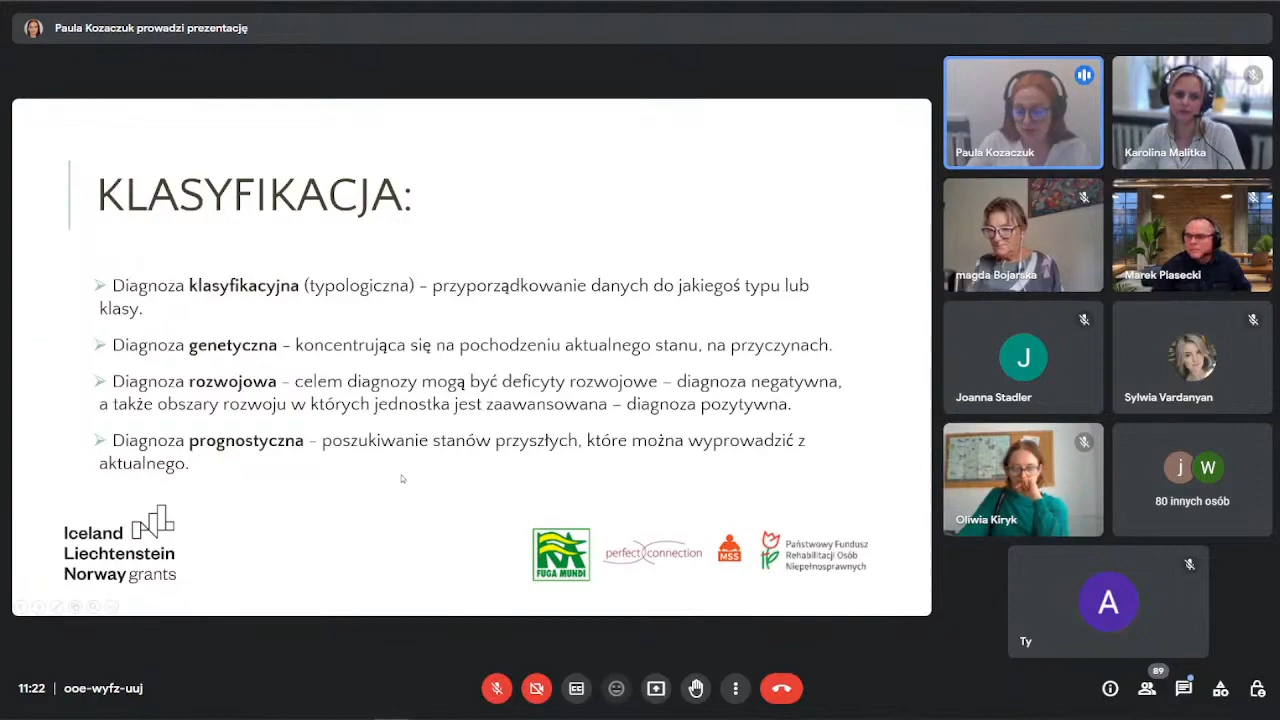 Paula Kozaczuk prowadzi prezentację
KLASYFIKACJA:
Diagnoza klasyfikacyjna (typologiczna) – przyporządkowanie danych do jakiegoś typu lub
klasy.
Diagnoza genetyczna – koncentrująca się na pochodzeniu aktualnego stanu, na przyczynach.
Diagnoza rozwojowa – celem diagnozy mogą być deficyty rozwojowe – diagnoza negatywna,
a także obszary rozwoju w których jednostka jest zaawansowana – diagnoza pozytywna.
Diagnoza prognostyczna – poszukiwanie stanów przyszłych, które można wyprowadzić z
aktualnego.
Iceland
Liechtenstein
Norway grants
FUGA MUNDI
perfect connection
MSS
Państwowy Fundusz
Rehabilitacji Osób
Niepełnosprawnych
Paula Kozaczuk
Karolina Malitka
magda Bojarska
Marek Piasecki
J
Joanna Stadler
Sylwia Vardanyan
Oliwia Kiryk
j W
80 innych osób
A
Ty
11:22 | ooe-wyfz-uuj
89